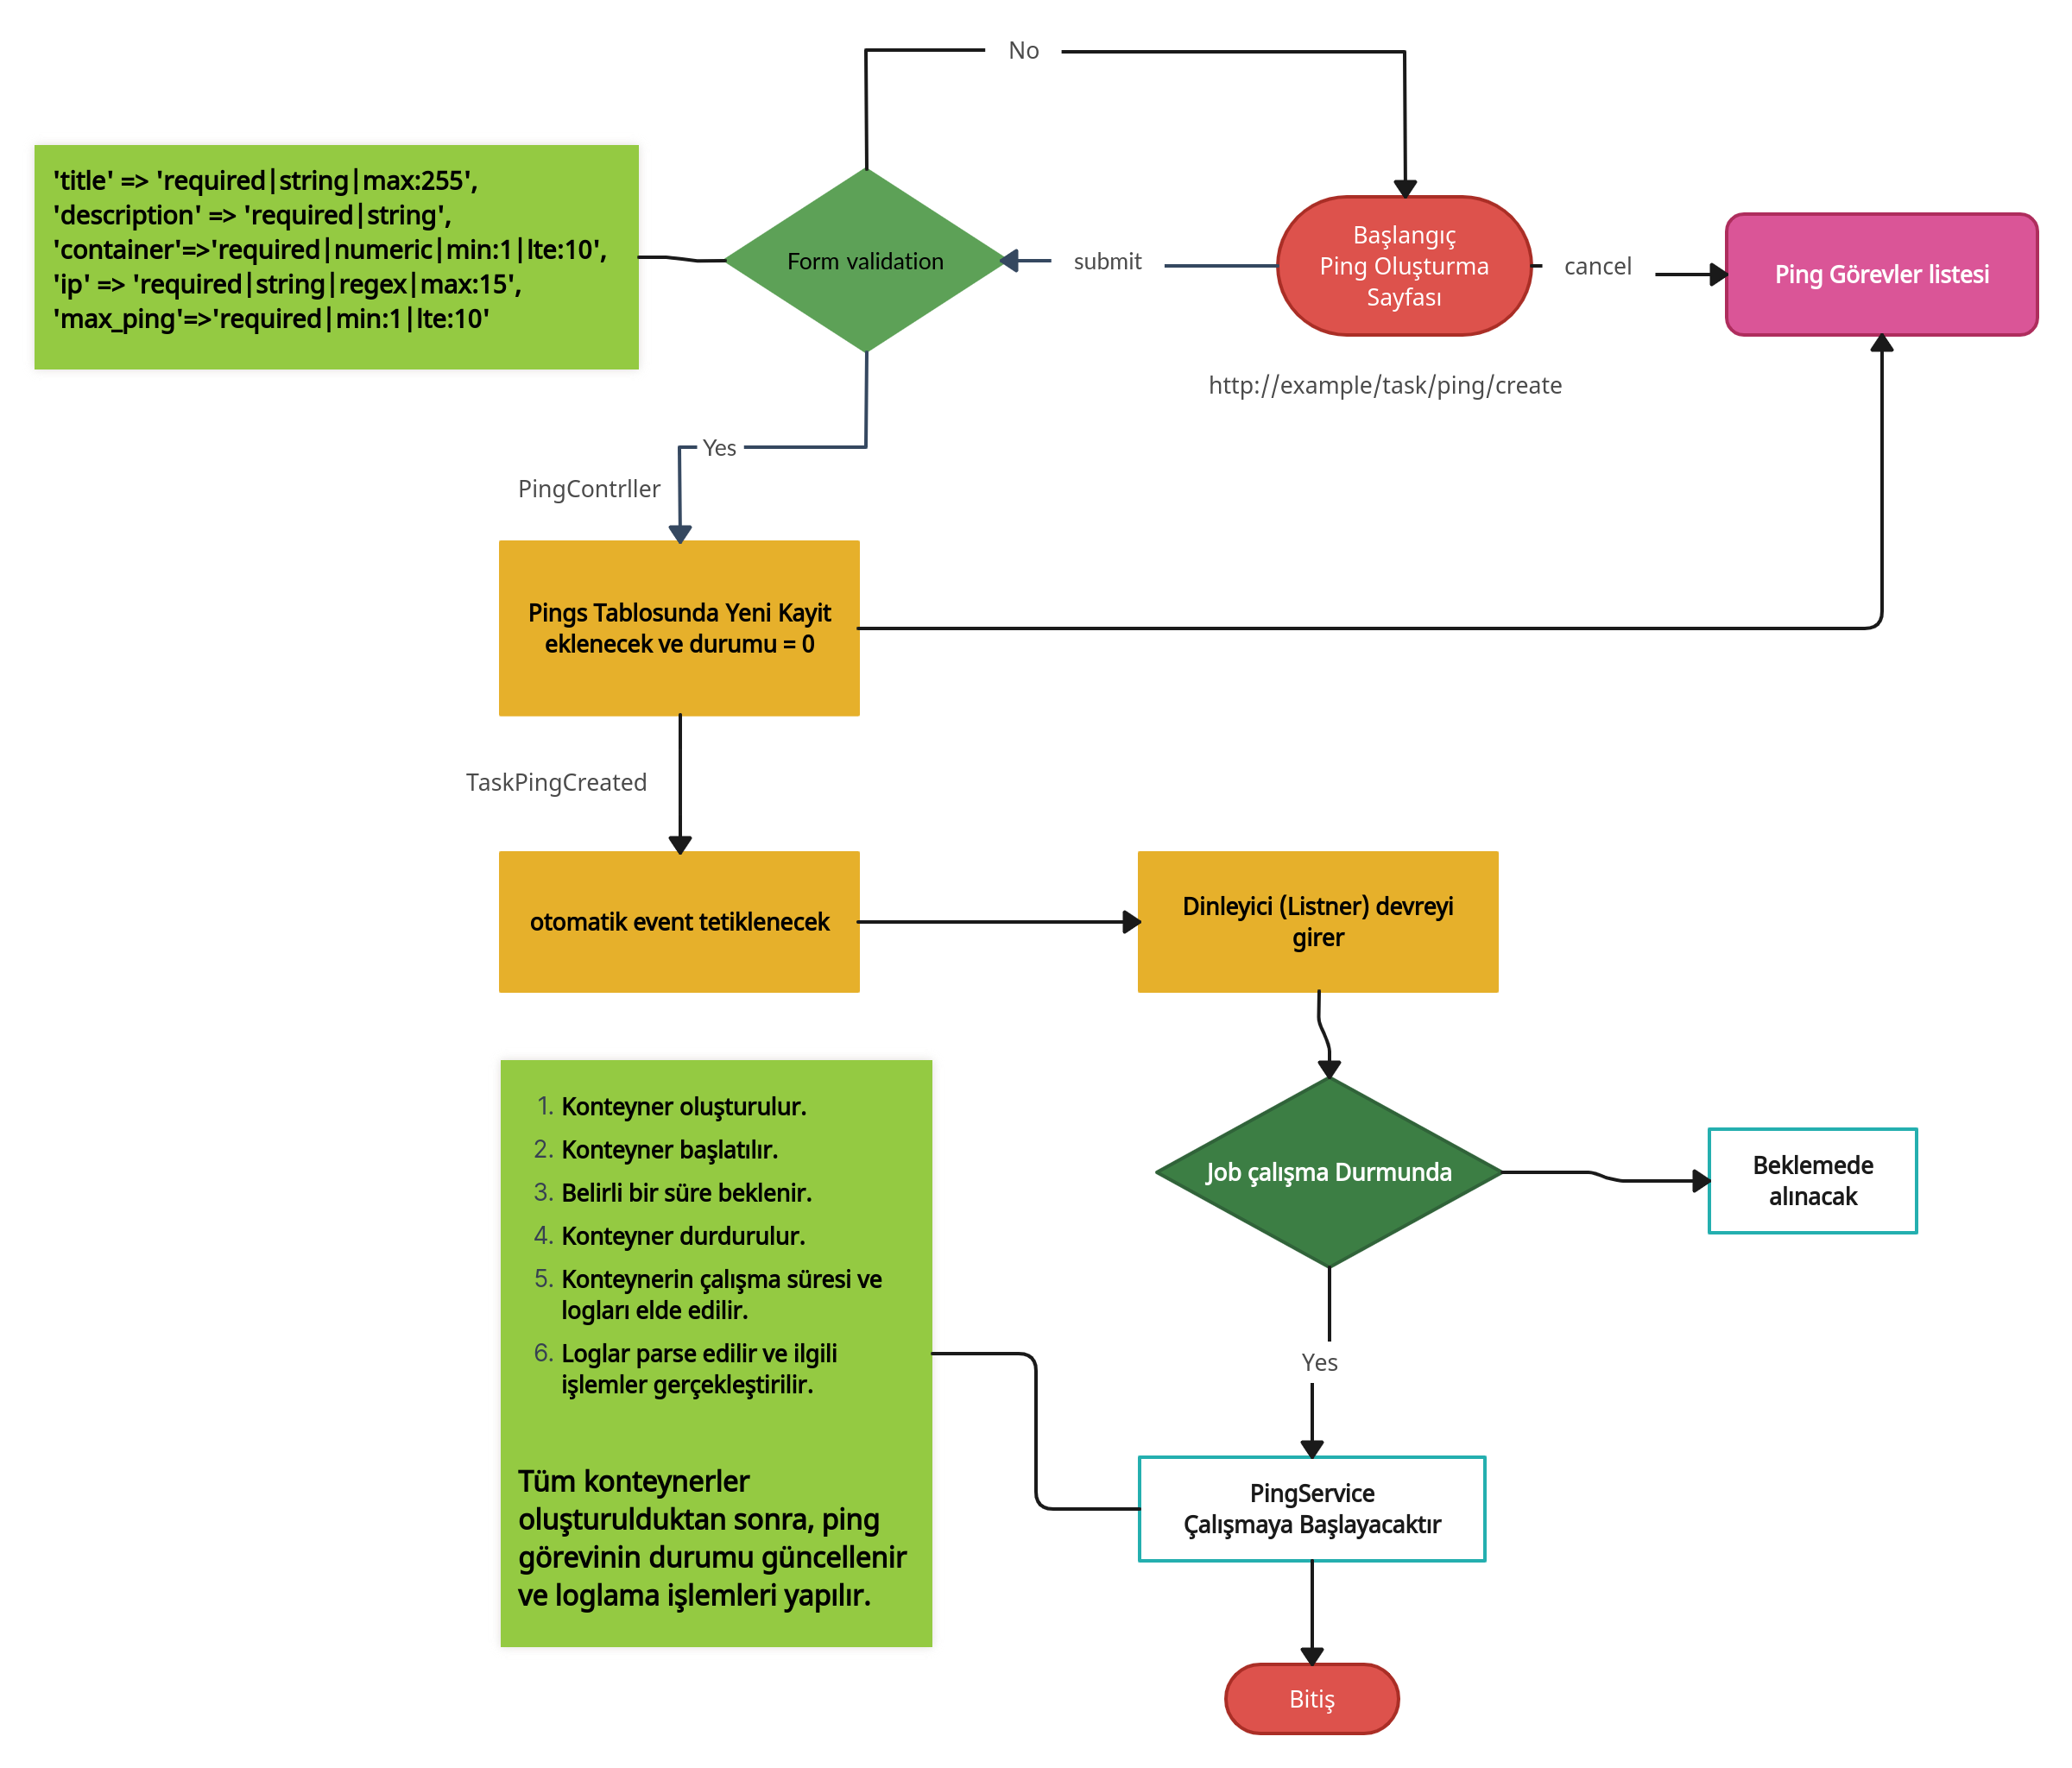 No
'title' => 'required|string|max:255',
'description' => 'required|string',
'container'=>'required|numeric|min:1|lte:10',
'ip' => 'required|string|regex|max:15',
'max_ping'=>'required|min:1|lte:10'
Form validation
submit
Başlangıç
Ping Oluşturma
Sayfası
cancel
Ping Görevler listesi
http://example/task/ping/create
Yes
PingContrller
Pings Tablosunda Yeni Kayit
eklenecek ve durumu = 0
TaskPingCreated
otomatik event tetiklenecek
Dinleyici (Listner) devreyi
girer
1. Konteyner oluşturulur.
2. Konteyner başlatılır.
3. Belirli bir süre beklenir.
4. Konteyner durdurulur.
5. Konteynerin çalışma süresi ve
logları elde edilir.
6. Loglar parse edilir ve ilgili
işlemler gerçekleştirilir.
Tüm konteynerler
oluşturulduktan sonra, ping
görevinin durumu güncellenir
ve loglama işlemleri yapılır.
Job çalışma Durmunda
Beklemede
alınacak
Yes
PingService
Çalışmaya Başlayacaktır
Bitiş